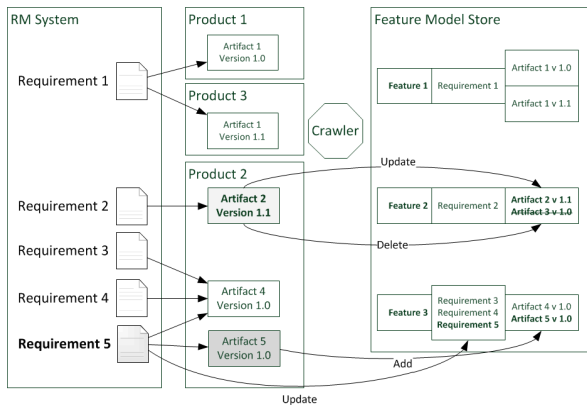 RM System
Requirement 1
Requirement 2
Requirement 3
Requirement 4
Requirement 5
Product 1
Artifact 1
Version 1.0
Product 3
Artifact 1
Version 1.1
Product 2
Artifact 2
Version 1.1
Artifact 4
Version 1.0
Artifact 5
Version 1.0
Crawler
Update
Delete
Add
Update
Feature Model Store
Feature 1
Requirement 1
Artifact 1 v 1.0
Artifact 1 v 1.1
Feature 2
Requirement 2
Artifact 2 v 1.1
Artifact 3 v 1.0
Feature 3
Requirement 3
Requirement 4
Requirement 5
Artifact 4 v 1.0
Artifact 5 v 1.0